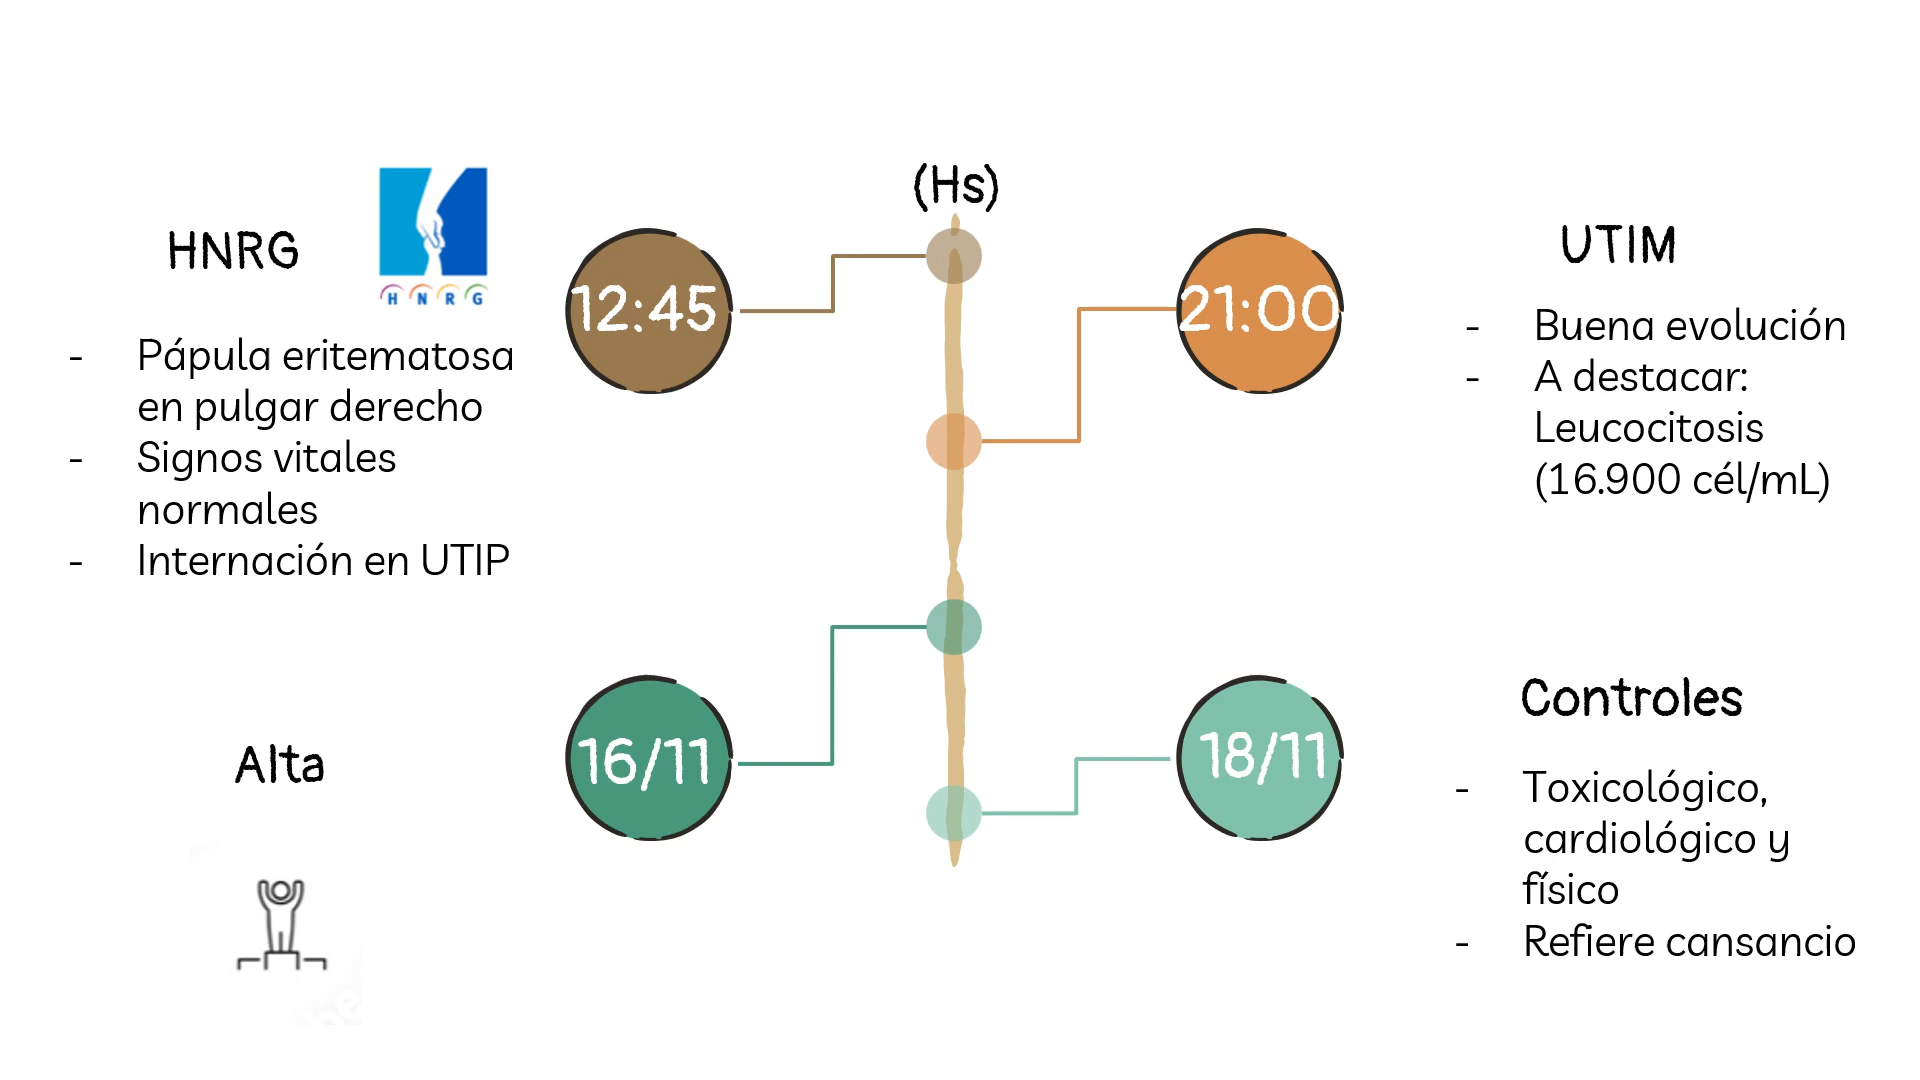 (Hs)
HNRG
H N R G
12:45
- Pápula eritematosa
en pulgar derecho
- Signos vitales
normales
- Internación en UTIP
21:00
UTIM
- Buena evolución
- A destacar:
Leucocitosis
(16.900 cél/mL)
Alta
16/11
18/11
Controles
- Toxicológico,
cardiológico y
físico
- Refiere cansancio